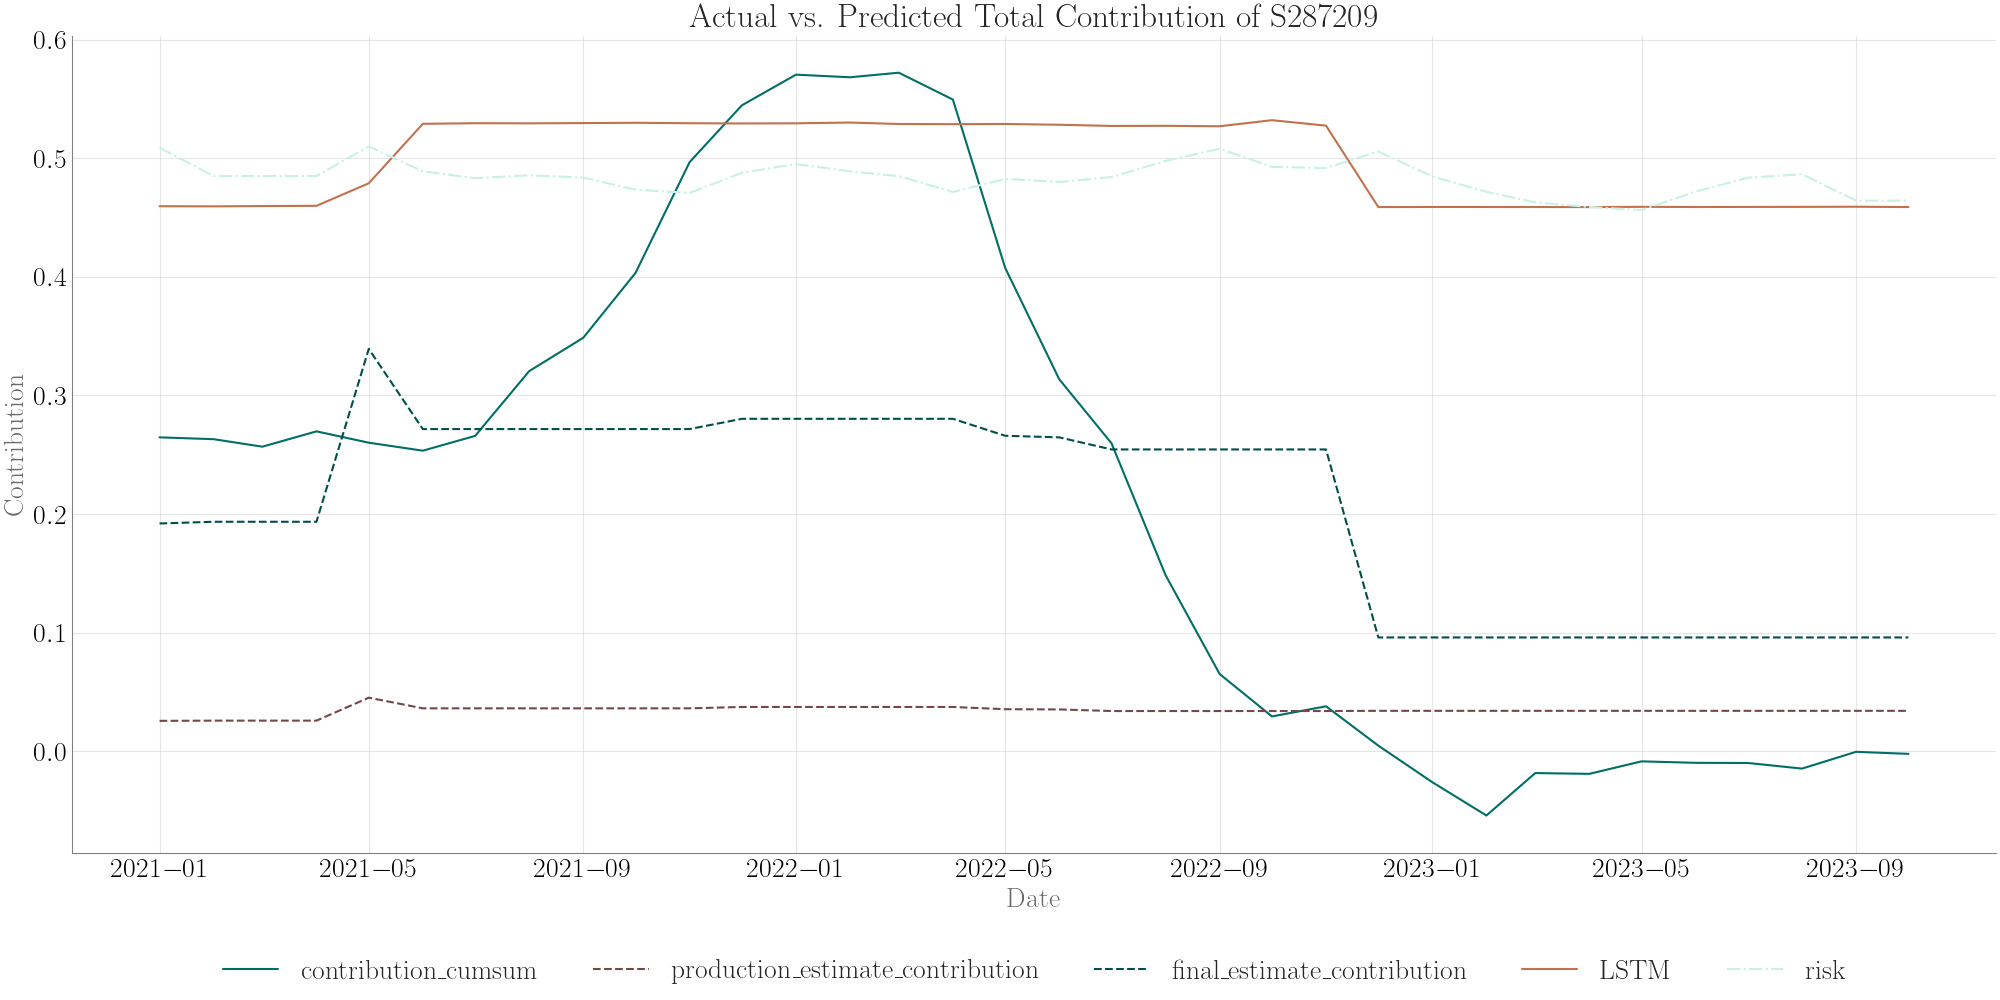 Actual vs. Predicted Total Contribution of S287209
0.6
0.5
0.4
0.3
0.2
0.1
0.0
Contribution
2021−01 2021−05 2021−09 2022−01 2022−05 2022−09 2023−01 2023−05 2023−09
Date
contribution_cumsum production_estimate_contribution final_estimate_contribution LSTM risk